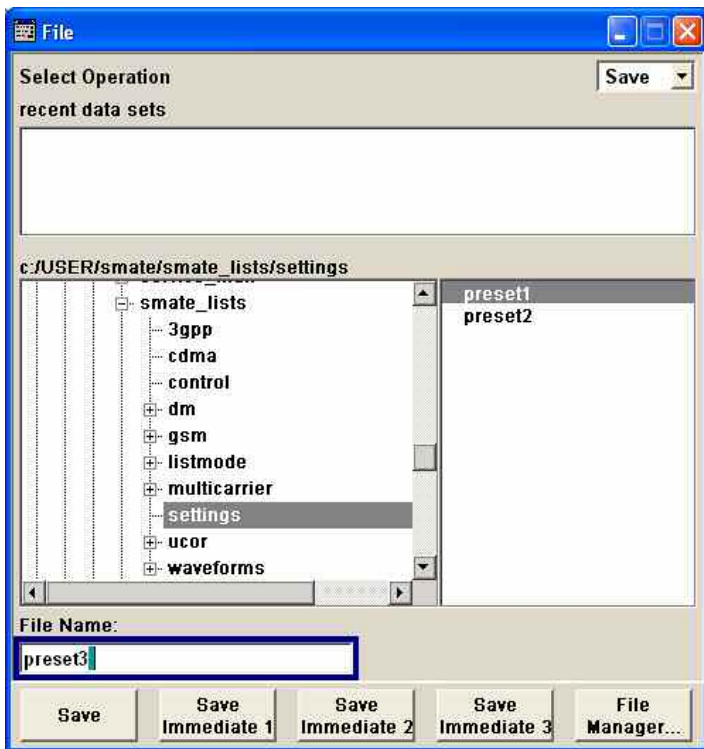 File
Select Operation
Save
recent data sets
c:/USER/smate/smate_lists/settings
smate_lists
3gpp
cdma
control
dm
gsm
listmode
multicarrier
settings
ucor
waveforms
preset1
preset2
File Name:
preset3
Save
Save Immediate 1
Save Immediate 2
Save Immediate 3
File Manager...